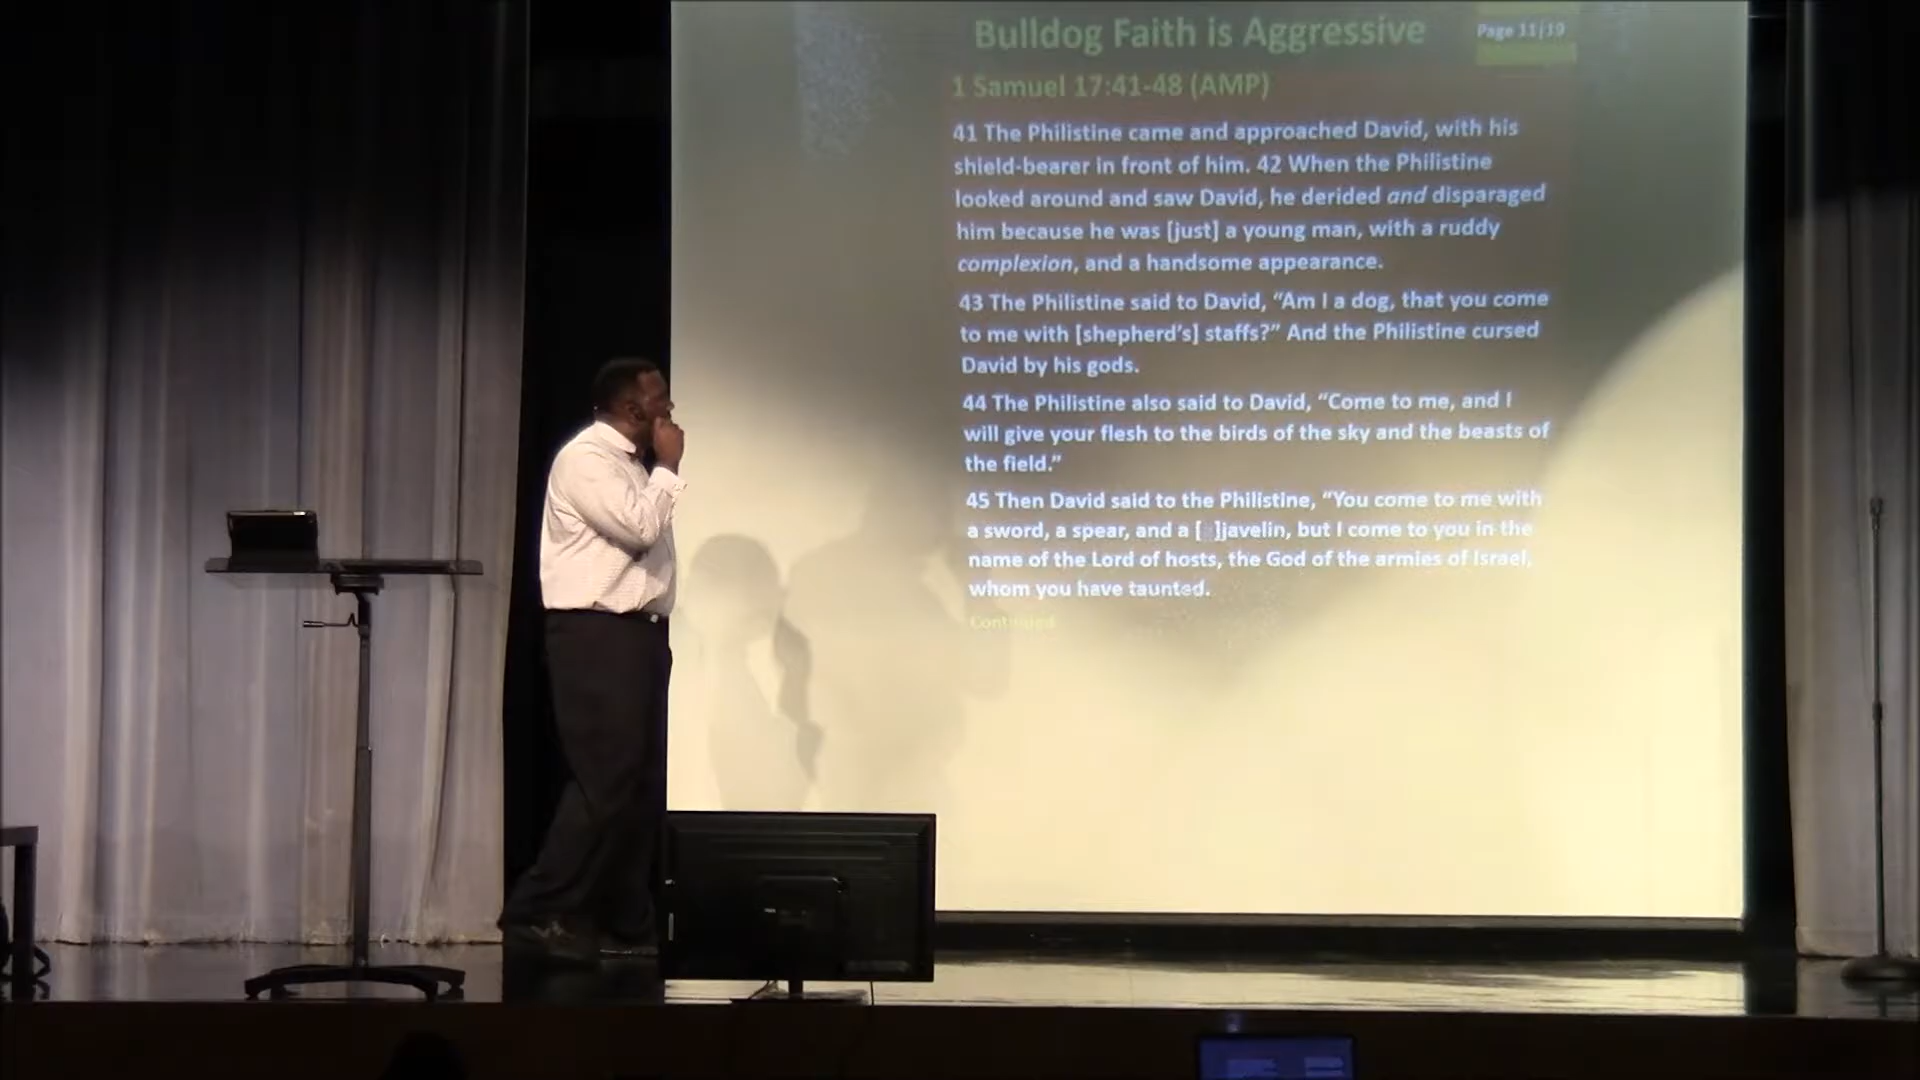 Bulldog Faith is Aggressive
Page 11|19
1 Samuel 17:41-48 (AMP)
41 The Philistine came and approached David, with his
shield-bearer in front of him. 42 When the Philistine
looked around and saw David, he derided and disparaged
him because he was [just] a young man, with a ruddy
complexion, and a handsome appearance.
43 The Philistine said to David, “Am I a dog, that you come
to me with [shepherd’s] staffs?” And the Philistine cursed
David by his gods.
44 The Philistine also said to David, “Come to me, and I
will give your flesh to the birds of the sky and the beasts of
the field.”
45 Then David said to the Philistine, “You come to me with
a sword, a spear, and a [ ]javelin, but I come to you in the
name of the Lord of hosts, the God of the armies of Israel,
whom you have taunted.
Continued